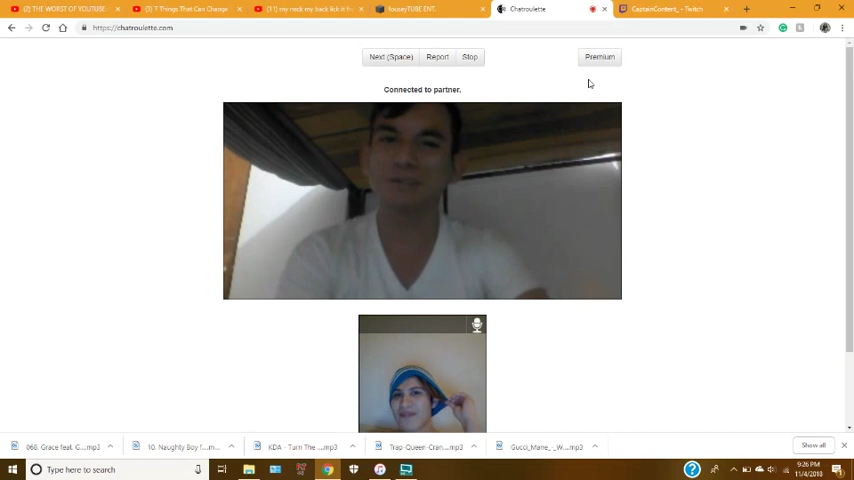 (2) THE WORST OF YOUTUBE
(3) 7 Things That Can Change
(11) my neck my back lick it
fouseyTUBE ENT.
Chatroulette
CaptainContent_ - Twitch
https://chatroulette.com
Next (Space)
Report
Stop
Premium
Connected to partner.
068. Grace feat. G....mp3
10. Naughty Boy f....m...
KDA - Turn The ....mp3
Trap-Queen-Cran....mp3
Gucci_Mane_-_W....mp3
Show all
Type here to search
9:26 PM
11/4/2018